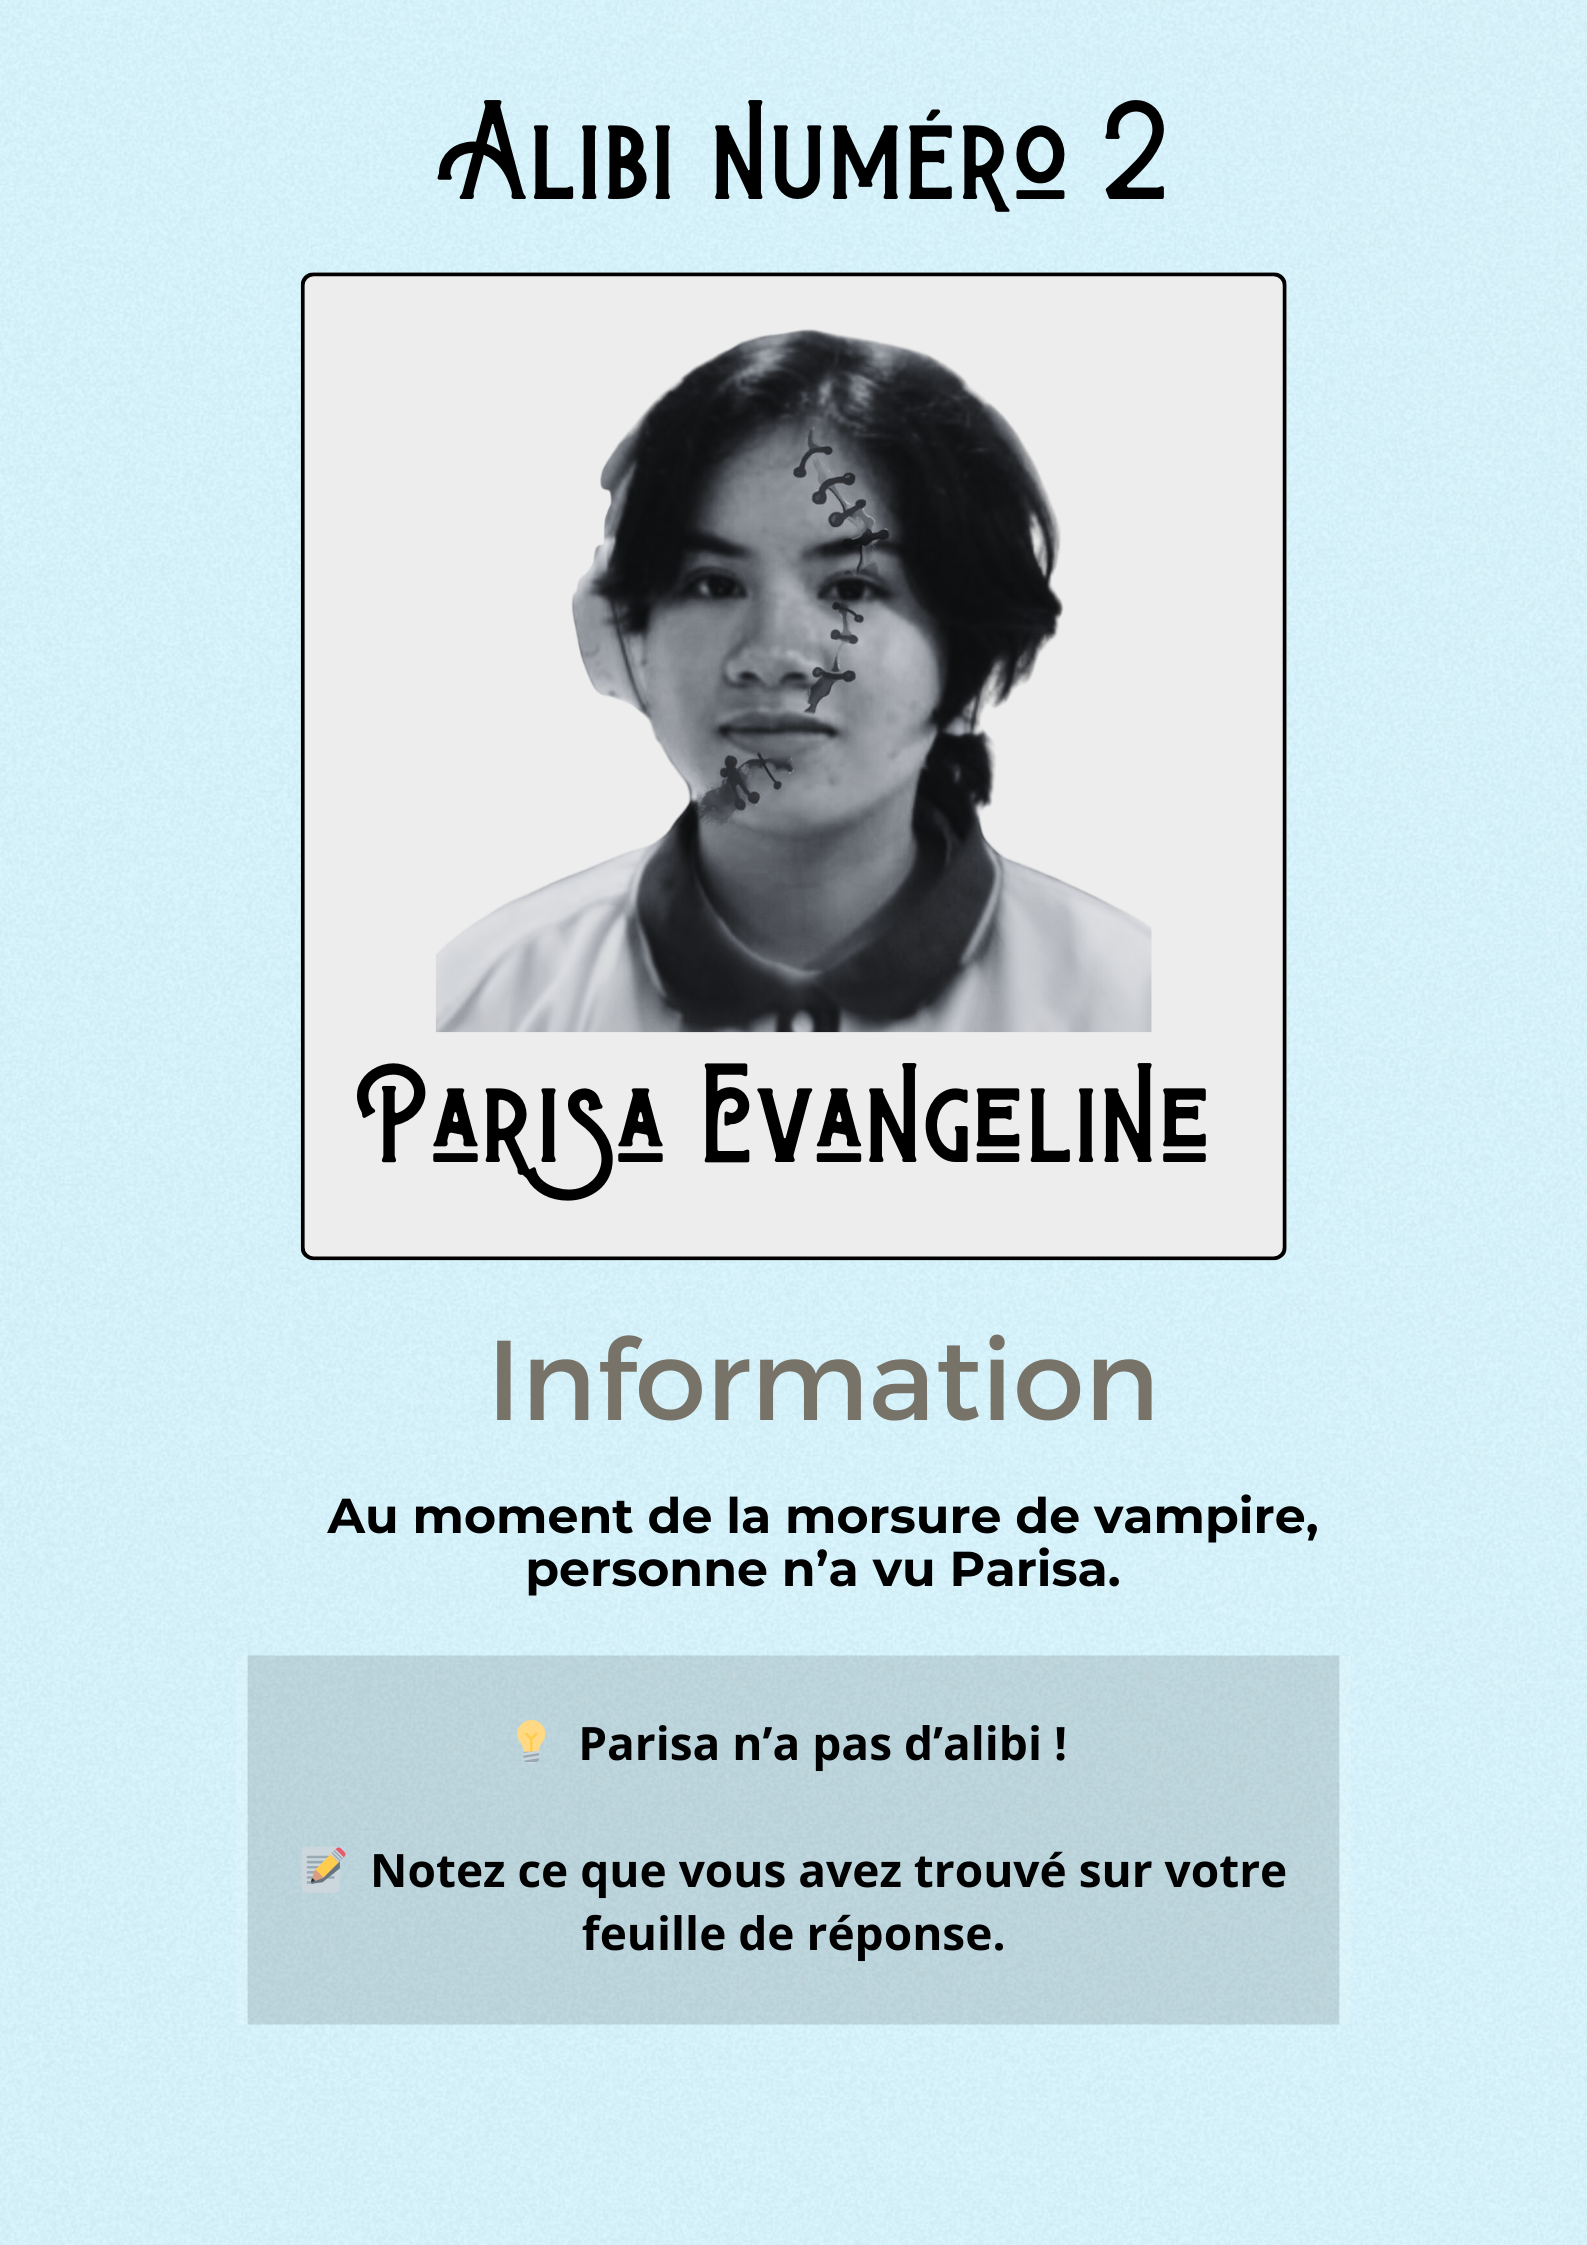 Alibi numéro 2
Parisa Evangeline
Information
Au moment de la morsure de vampire,
personne n’a vu Parisa.
💡 Parisa n’a pas d’alibi !
📝 Notez ce que vous avez trouvé sur votre
feuille de réponse.